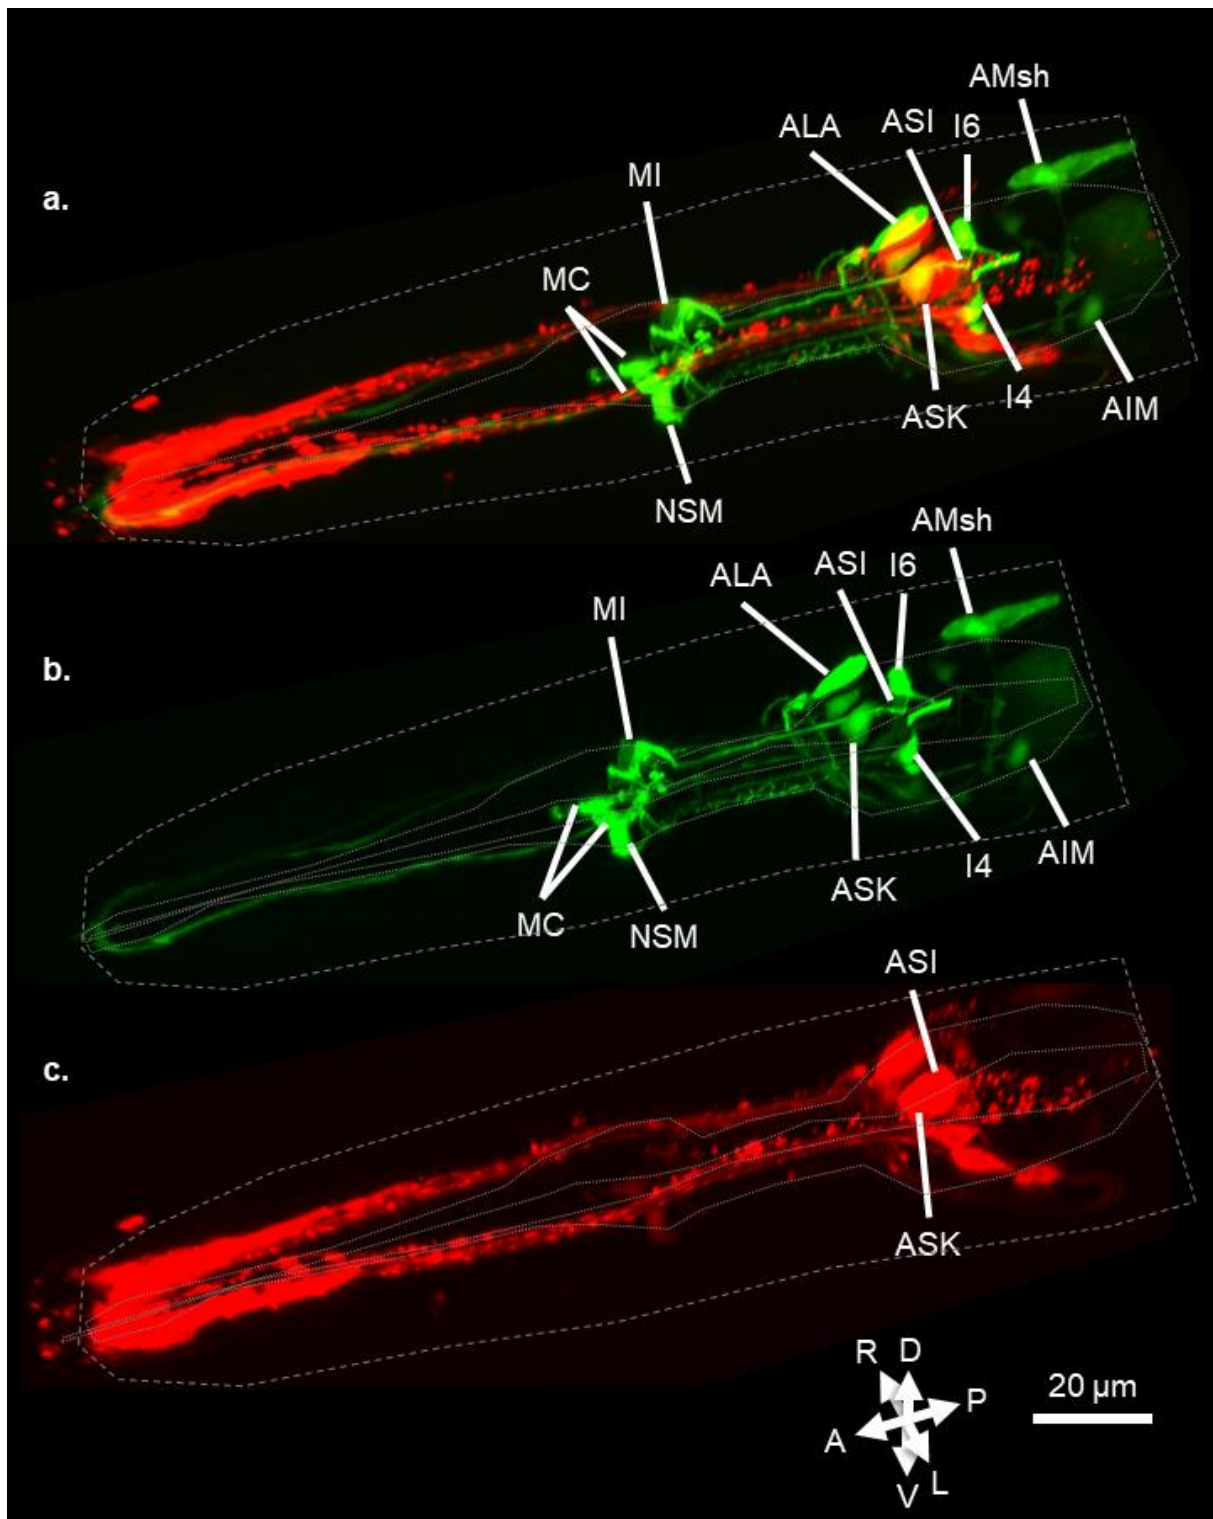 AMsh
ALA ASI I6
MI
a.
MC
ASK I4 AIM
NSM
AMsh
ALA ASI I6
MI
b.
I4 AIM
ASK
MC NSM
ASI
c.
ASK
R D
P
20 µm
A
V L